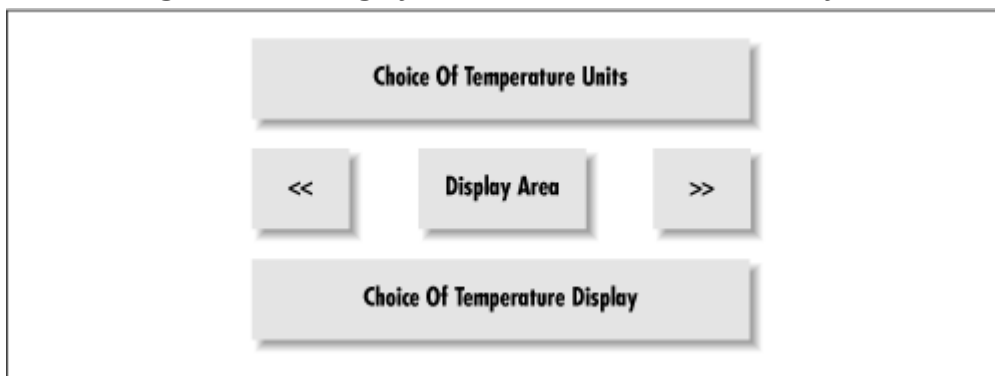 Choice Of Temperature Units
<< Display Area >>
Choice Of Temperature Display